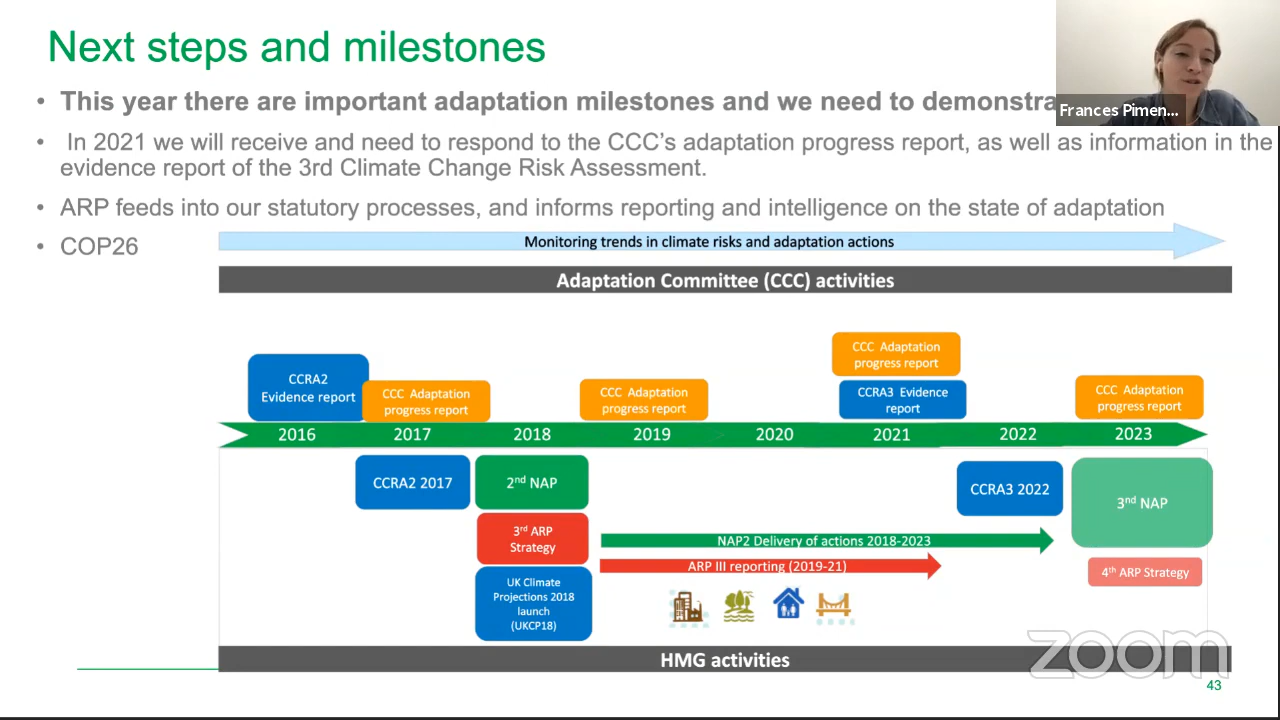 Next steps and milestones
• This year there are important adaptation milestones and we need to
Frances Pimen...
• In 2021 we will receive and need to respond to the CCC's adaptation progress report, as well as information in the
evidence report of the 3rd Climate Change Risk Assessment.
• ARP feeds into our statutory processes, and informs reporting and intelligence on the state of adaptation
• COP26
Monitoring trends in climate risks and adaptation actions
Adaptation Committee (CCC) activities
CCRA2
Evidence report
CCC Adaptation
progress report
CCC Adaptation
progress report
CCC Adaptation
progress report
CCRA3 Evidence
report
CCC Adaptation
progress report
2016 2017 2018 2019 2020 2021 2022 2023
CCRA2 2017
2nd NAP
3rd ARP
Strategy
UK Climate
Projections 2018
launch
(UKCP18)
NAP2 Delivery of actions 2018-2023
ARP III reporting (2019-21)
CCRA3 2022
3nd NAP
4th ARP Strategy
HMG activities
zoom
43